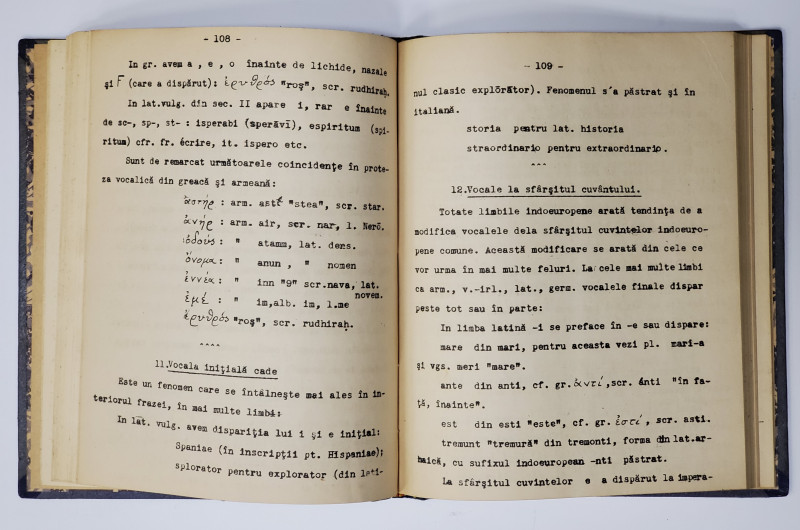 - 108 -
In gr. avem a , e , o înainte de lichide, nazale
şi F (care a dispărut): ἐρυθρός "roş", scr. rudhiraḥ.
In lat.vulg. din sec. II apare i, rar e înainte
de sc-, sp-, st- : isperabi (sperāvī), espiritum (spi-
ritum) cfr. fr. écrire, it. ispero etc.
Sunt de remarcat următoarele coincidenţe în prote-
za vocalică din greacă şi armeană:
ἀστήρ : arm. astł "stea", scr. star.
ἀνήρ : arm. air, scr. nar, l. Nerō.
ὀδούς : " atamm, lat. dens.
ὄνομα : " anun , " nomen
ἐννέα : " inn "9" scr.nava, lat.
novem.
ἐμέ : " im,alb. im, l.me
ἐρυθρός "roş", scr. rudhiraḥ.
----
11.Vocala iniţială cade
Este un fenomen care se întâlneşte mai ales în in-
teriorul frazei, în mai multe limbi:
In lat. vulg. avem dispariţia lui i şi e iniţial:
Spaniae (în inscripţii pt. Hispaniae);
splorator pentru explorator (din lati-
- 109 -
nul clasic explōrātor). Fenomenul s'a păstrat şi în
italiană.
storia pentru lat. historia
straordinario pentru extraordinario.
---
12.Vocale la sfârşitul cuvântului.
Totate limbile indoeuropene arată tendinţa de a
modifica vocalele dela sfârşitul cuvintelor indoeuro-
pene comune. Această modificare se arată din cele ce
vor urma în mai multe feluri. La cele mai multe limbi
ca arm., v.-irl., lat., germ. vocalele finale dispar
peste tot sau în parte:
In limba latină -i se preface în -e sau dispare:
mare din mari, pentru aceasta vezi pl. mari-a
şi vgs. meri "mare".
ante din anti, cf. gr. ἀντί,scr. ánti "în fa-
ţă, înainte".
est din esti "este", cf. gr. ἐστί, scr. asti.
tremunt "tremură" din tremonti, forma din lat.ar-
haică, cu sufixul indoeuropean -nti păstrat.
La sfârşitul cuvintelor e a dispărut la impera-